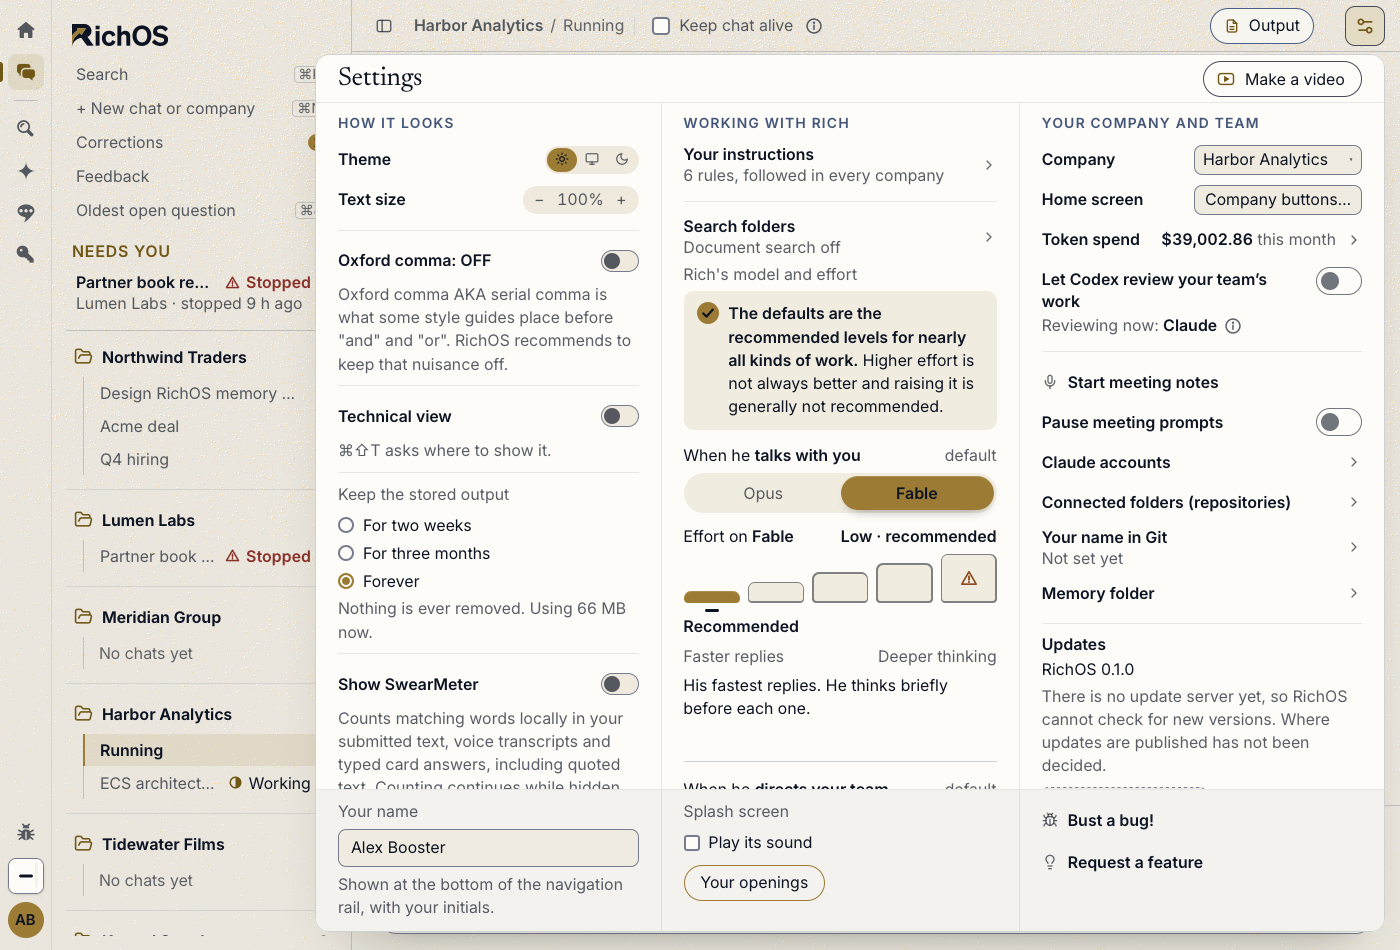 RichOS
Search
+ New chat or company
Corrections
Feedback
Oldest open question
NEEDS YOU
Partner book re... Stopped
Lumen Labs · stopped 9 h ago
Northwind Traders
Design RichOS memory ...
Acme deal
Q4 hiring
Lumen Labs
Partner book ... Stopped
Meridian Group
No chats yet
Harbor Analytics
Running
ECS architect... Working
Tidewater Films
No chats yet
AB
Harbor Analytics / Running
Keep chat alive
Output
Settings
Make a video
HOW IT LOOKS
Theme
Text size − 100% +
Oxford comma: OFF
Oxford comma AKA serial comma is
what some style guides place before
"and" and "or". RichOS recommends to
keep that nuisance off.
Technical view
⌘⇧T asks where to show it.
Keep the stored output
For two weeks
For three months
Forever
Nothing is ever removed. Using 66 MB
now.
Show SwearMeter
Counts matching words locally in your
submitted text, voice transcripts and
typed card answers, including quoted
text. Counting continues while hidden
Your name
Alex Booster
Shown at the bottom of the navigation
rail, with your initials.
WORKING WITH RICH
Your instructions
6 rules, followed in every company
Search folders
Document search off
Rich's model and effort
The defaults are the
recommended levels for nearly
all kinds of work. Higher effort is
not always better and raising it is
generally not recommended.
When he talks with you default
Opus Fable
Effort on Fable Low · recommended
Recommended
Faster replies Deeper thinking
His fastest replies. He thinks briefly
before each one.
When he directs your team default
Splash screen
Play its sound
Your openings
YOUR COMPANY AND TEAM
Company Harbor Analytics
Home screen Company buttons...
Token spend $39,002.86 this month
Let Codex review your team’s
work
Reviewing now: Claude
Start meeting notes
Pause meeting prompts
Claude accounts
Connected folders (repositories)
Your name in Git
Not set yet
Memory folder
Updates
RichOS 0.1.0
There is no update server yet, so RichOS
cannot check for new versions. Where
updates are published has not been
decided.
Bust a bug!
Request a feature